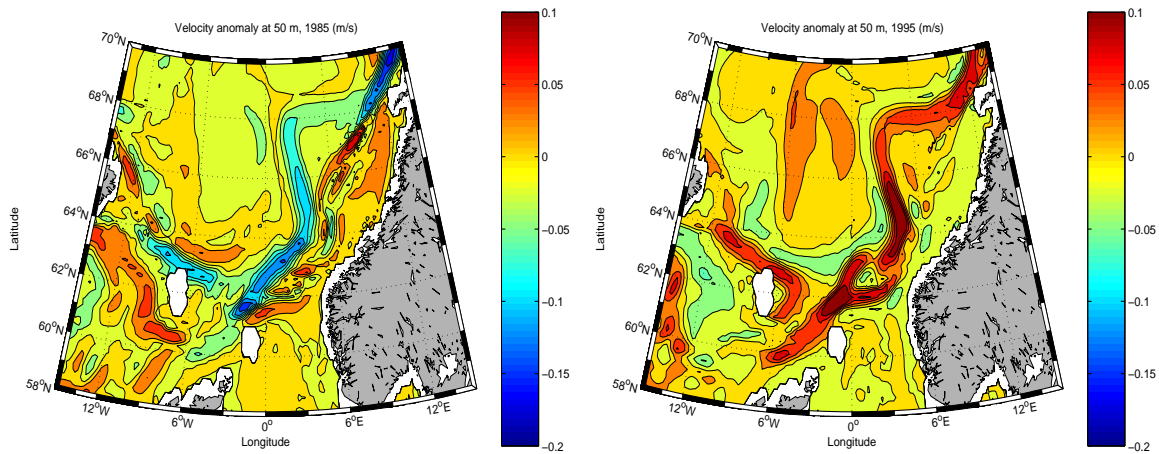 Velocity anomaly at 50 m, 1985 (m/s)
70°N
68°N
66°N
64°N
62°N
60°N
58°N
Latitude
12°W
6°W
0°
6°E
12°E
Longitude
0.1
0.05
0
−0.05
−0.1
−0.15
−0.2
Velocity anomaly at 50 m, 1995 (m/s)
70°N
68°N
66°N
64°N
62°N
60°N
58°N
Latitude
12°W
6°W
0°
6°E
12°E
Longitude
0.1
0.05
0
−0.05
−0.1
−0.15
−0.2